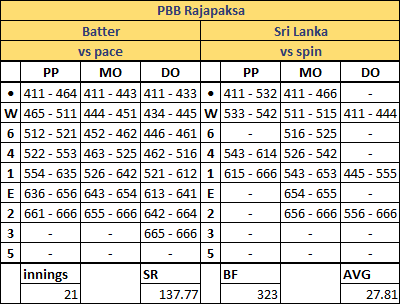 PBB Rajapaksa
Batter Sri Lanka
vs pace vs spin
PP MO DO PP MO DO
• 411 - 464 411 - 443 411 - 433 • 411 - 532 411 - 466 -
W 465 - 511 444 - 451 434 - 445 W 533 - 542 511 - 515 411 - 444
6 512 - 521 452 - 462 446 - 461 6 - 516 - 525 -
4 522 - 553 463 - 525 462 - 516 4 543 - 614 526 - 542 -
1 554 - 635 526 - 642 521 - 612 1 615 - 666 543 - 653 445 - 555
E 636 - 656 643 - 654 613 - 641 E - 654 - 655 -
2 661 - 666 655 - 666 642 - 664 2 - 656 - 666 556 - 666
3 - - 665 - 666 3 - - -
5 - - - 5 - - -
innings SR BF AVG
21 137.77 323 27.81